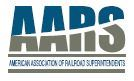 AARS
AMERICAN ASSOCIATION OF RAILROAD SUPERINTENDENTS